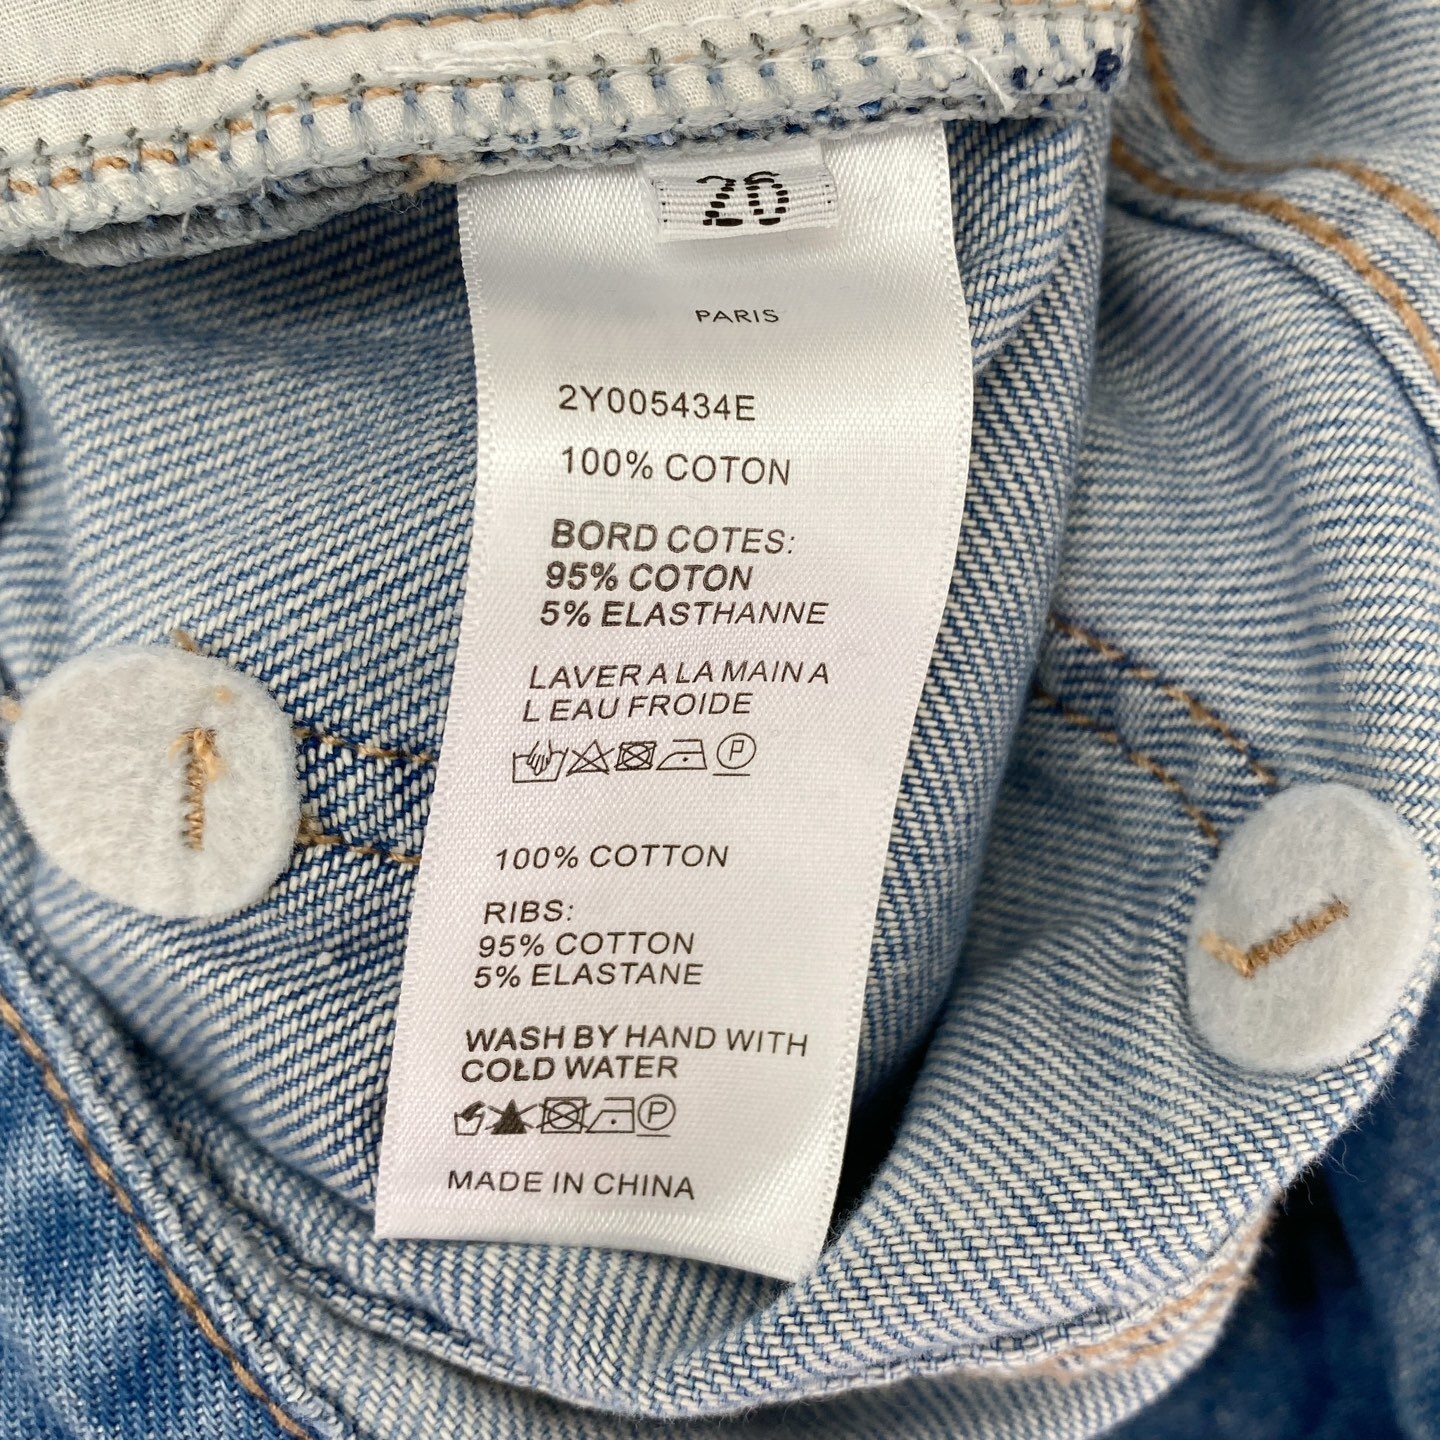 26
PARIS
2Y005434E
100% COTON
BORD COTES:
95% COTON
5% ELASTHANNE
LAVER A LA MAIN A
L EAU FROIDE
P
100% COTTON
RIBS:
95% COTTON
5% ELASTANE
WASH BY HAND WITH
COLD WATER
P
MADE IN CHINA